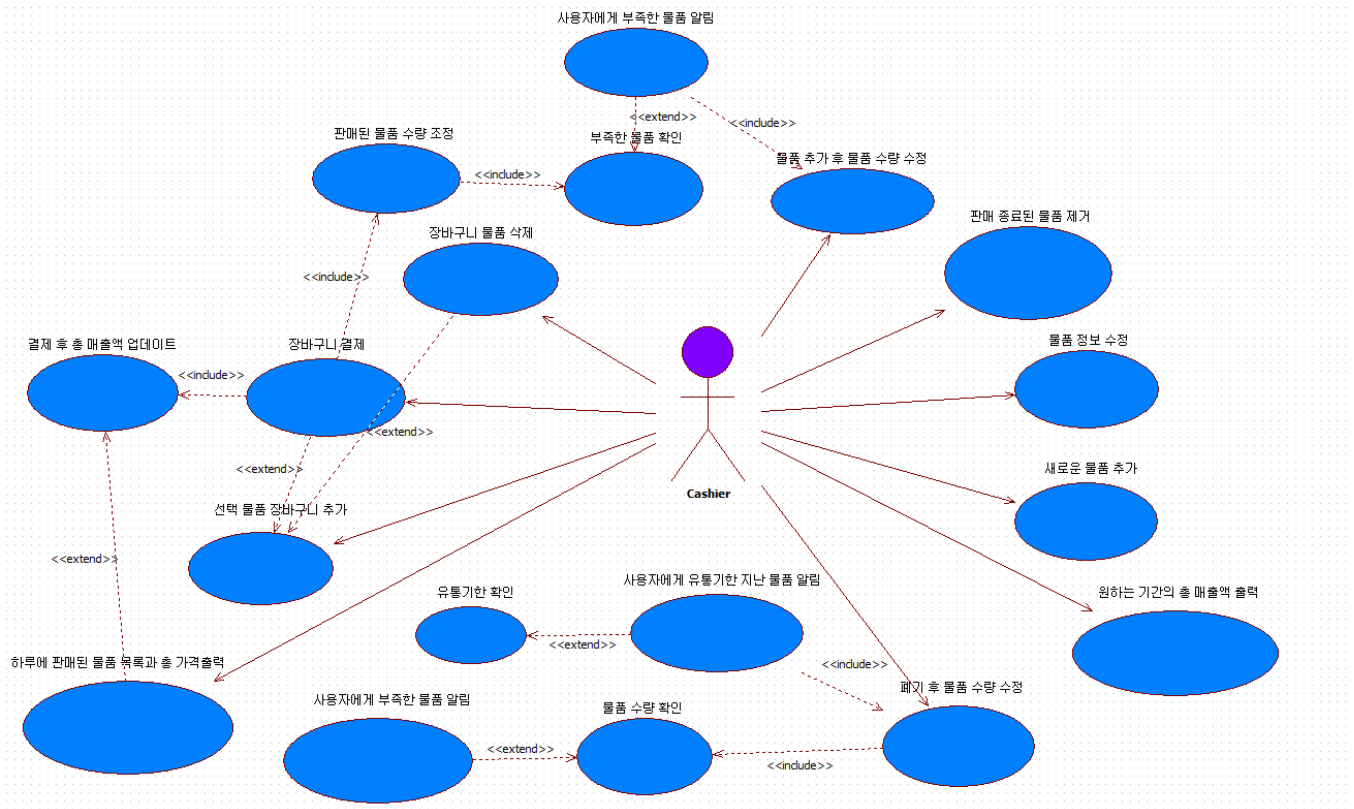 사용자에게 부족한 물품 알림
<<extend>>
<<include>>
판매된 물품 수량 조정
부족한 물품 확인
물품 추가 후 물품 수량 수정
<<include>>
판매 종료된 물품 제거
장바구니 물품 삭제
<<include>>
결제 후 총 매출액 업데이트
장바구니 결제
물품 정보 수정
<<include>>
<<extend>>
<<extend>>
새로운 물품 추가
Cashier
선택 물품 장바구니 추가
<<extend>>
유통기한 확인
사용자에게 유통기한 지난 물품 알림
원하는 기간의 총 매출액 출력
<<extend>>
하루에 판매된 물품 목록과 총 가격출력
<<include>>
폐기 후 물품 수량 수정
사용자에게 부족한 물품 알림
물품 수량 확인
<<extend>>
<<include>>